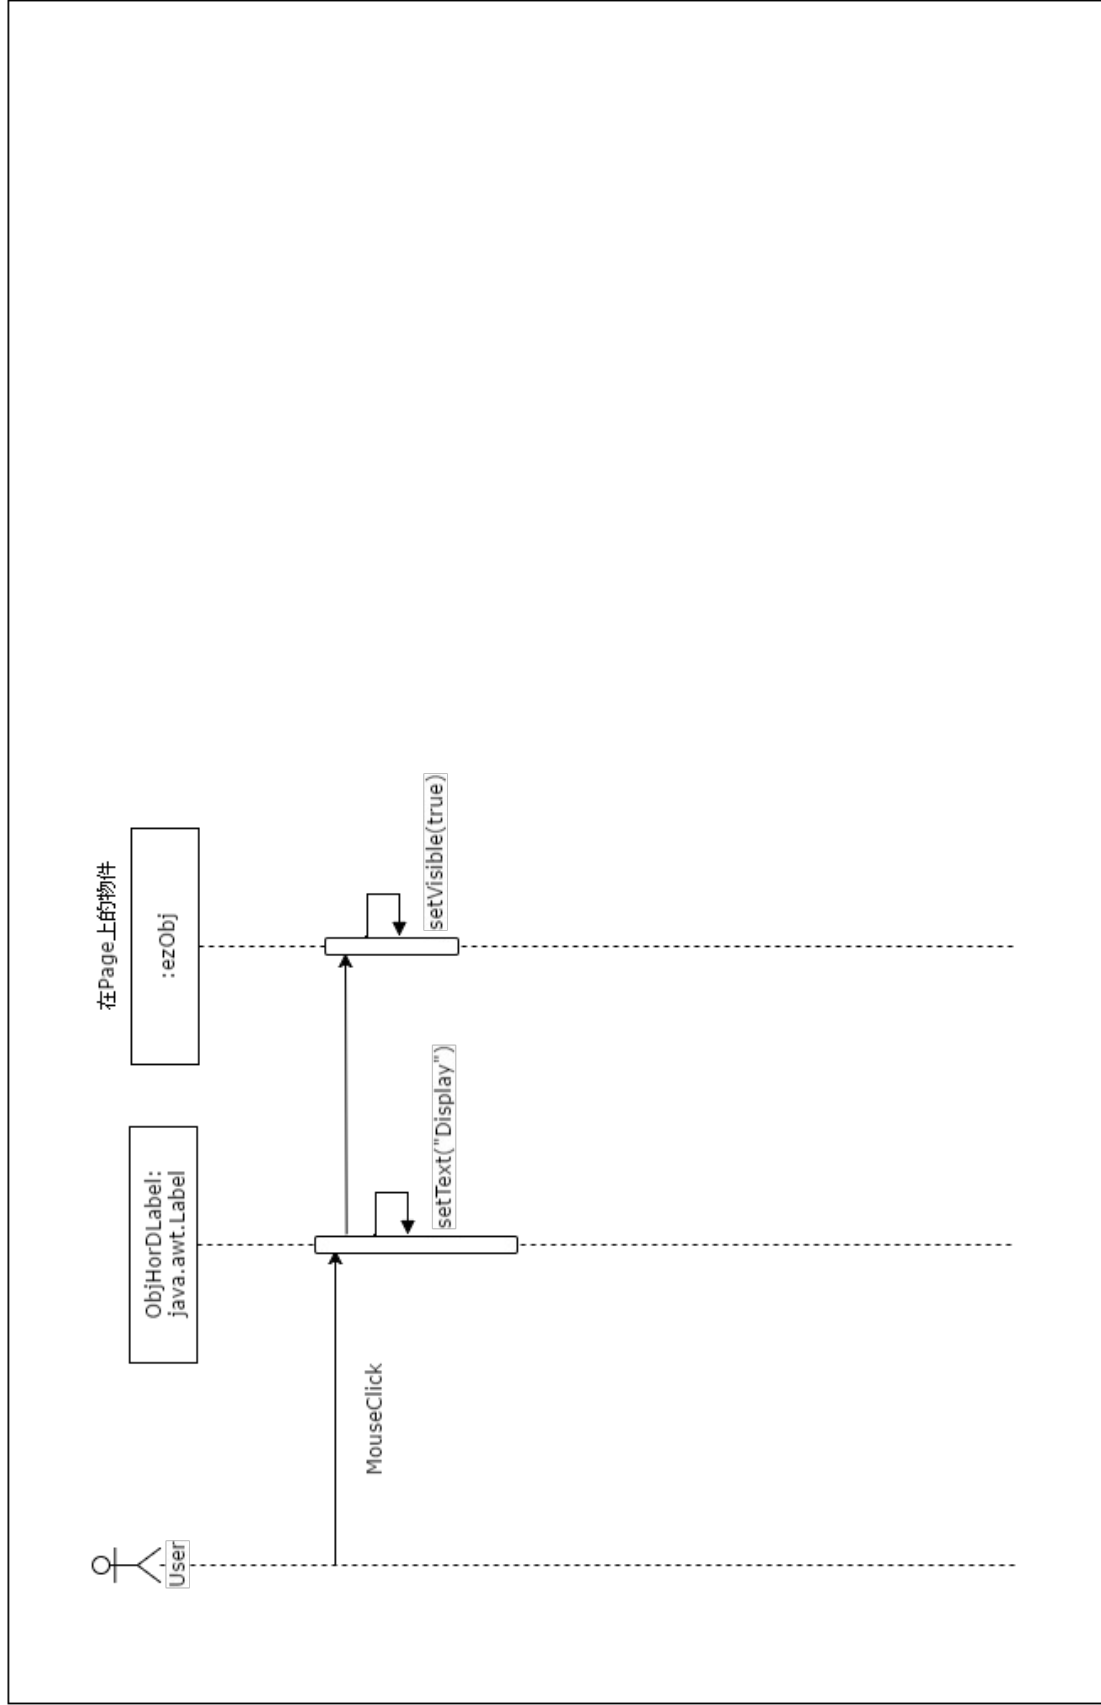 User
ObjHorDLabel:
java.awt.Label
在Page上的物件
:ezObj
MouseClick
setText("Display")
setVisible(true)